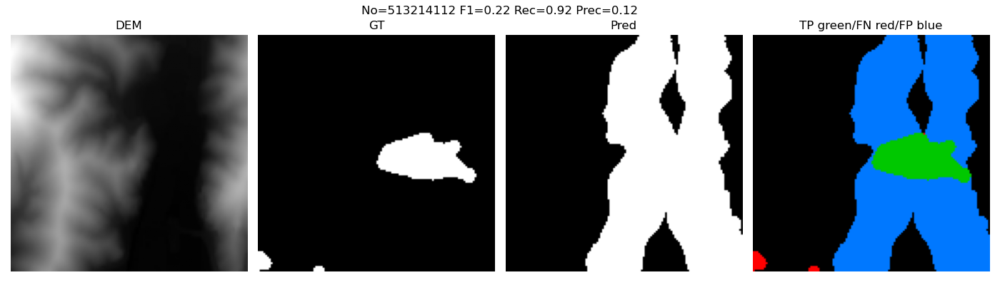 No=513214112 F1=0.22 Rec=0.92 Prec=0.12
DEM GT Pred TP green/FN red/FP blue